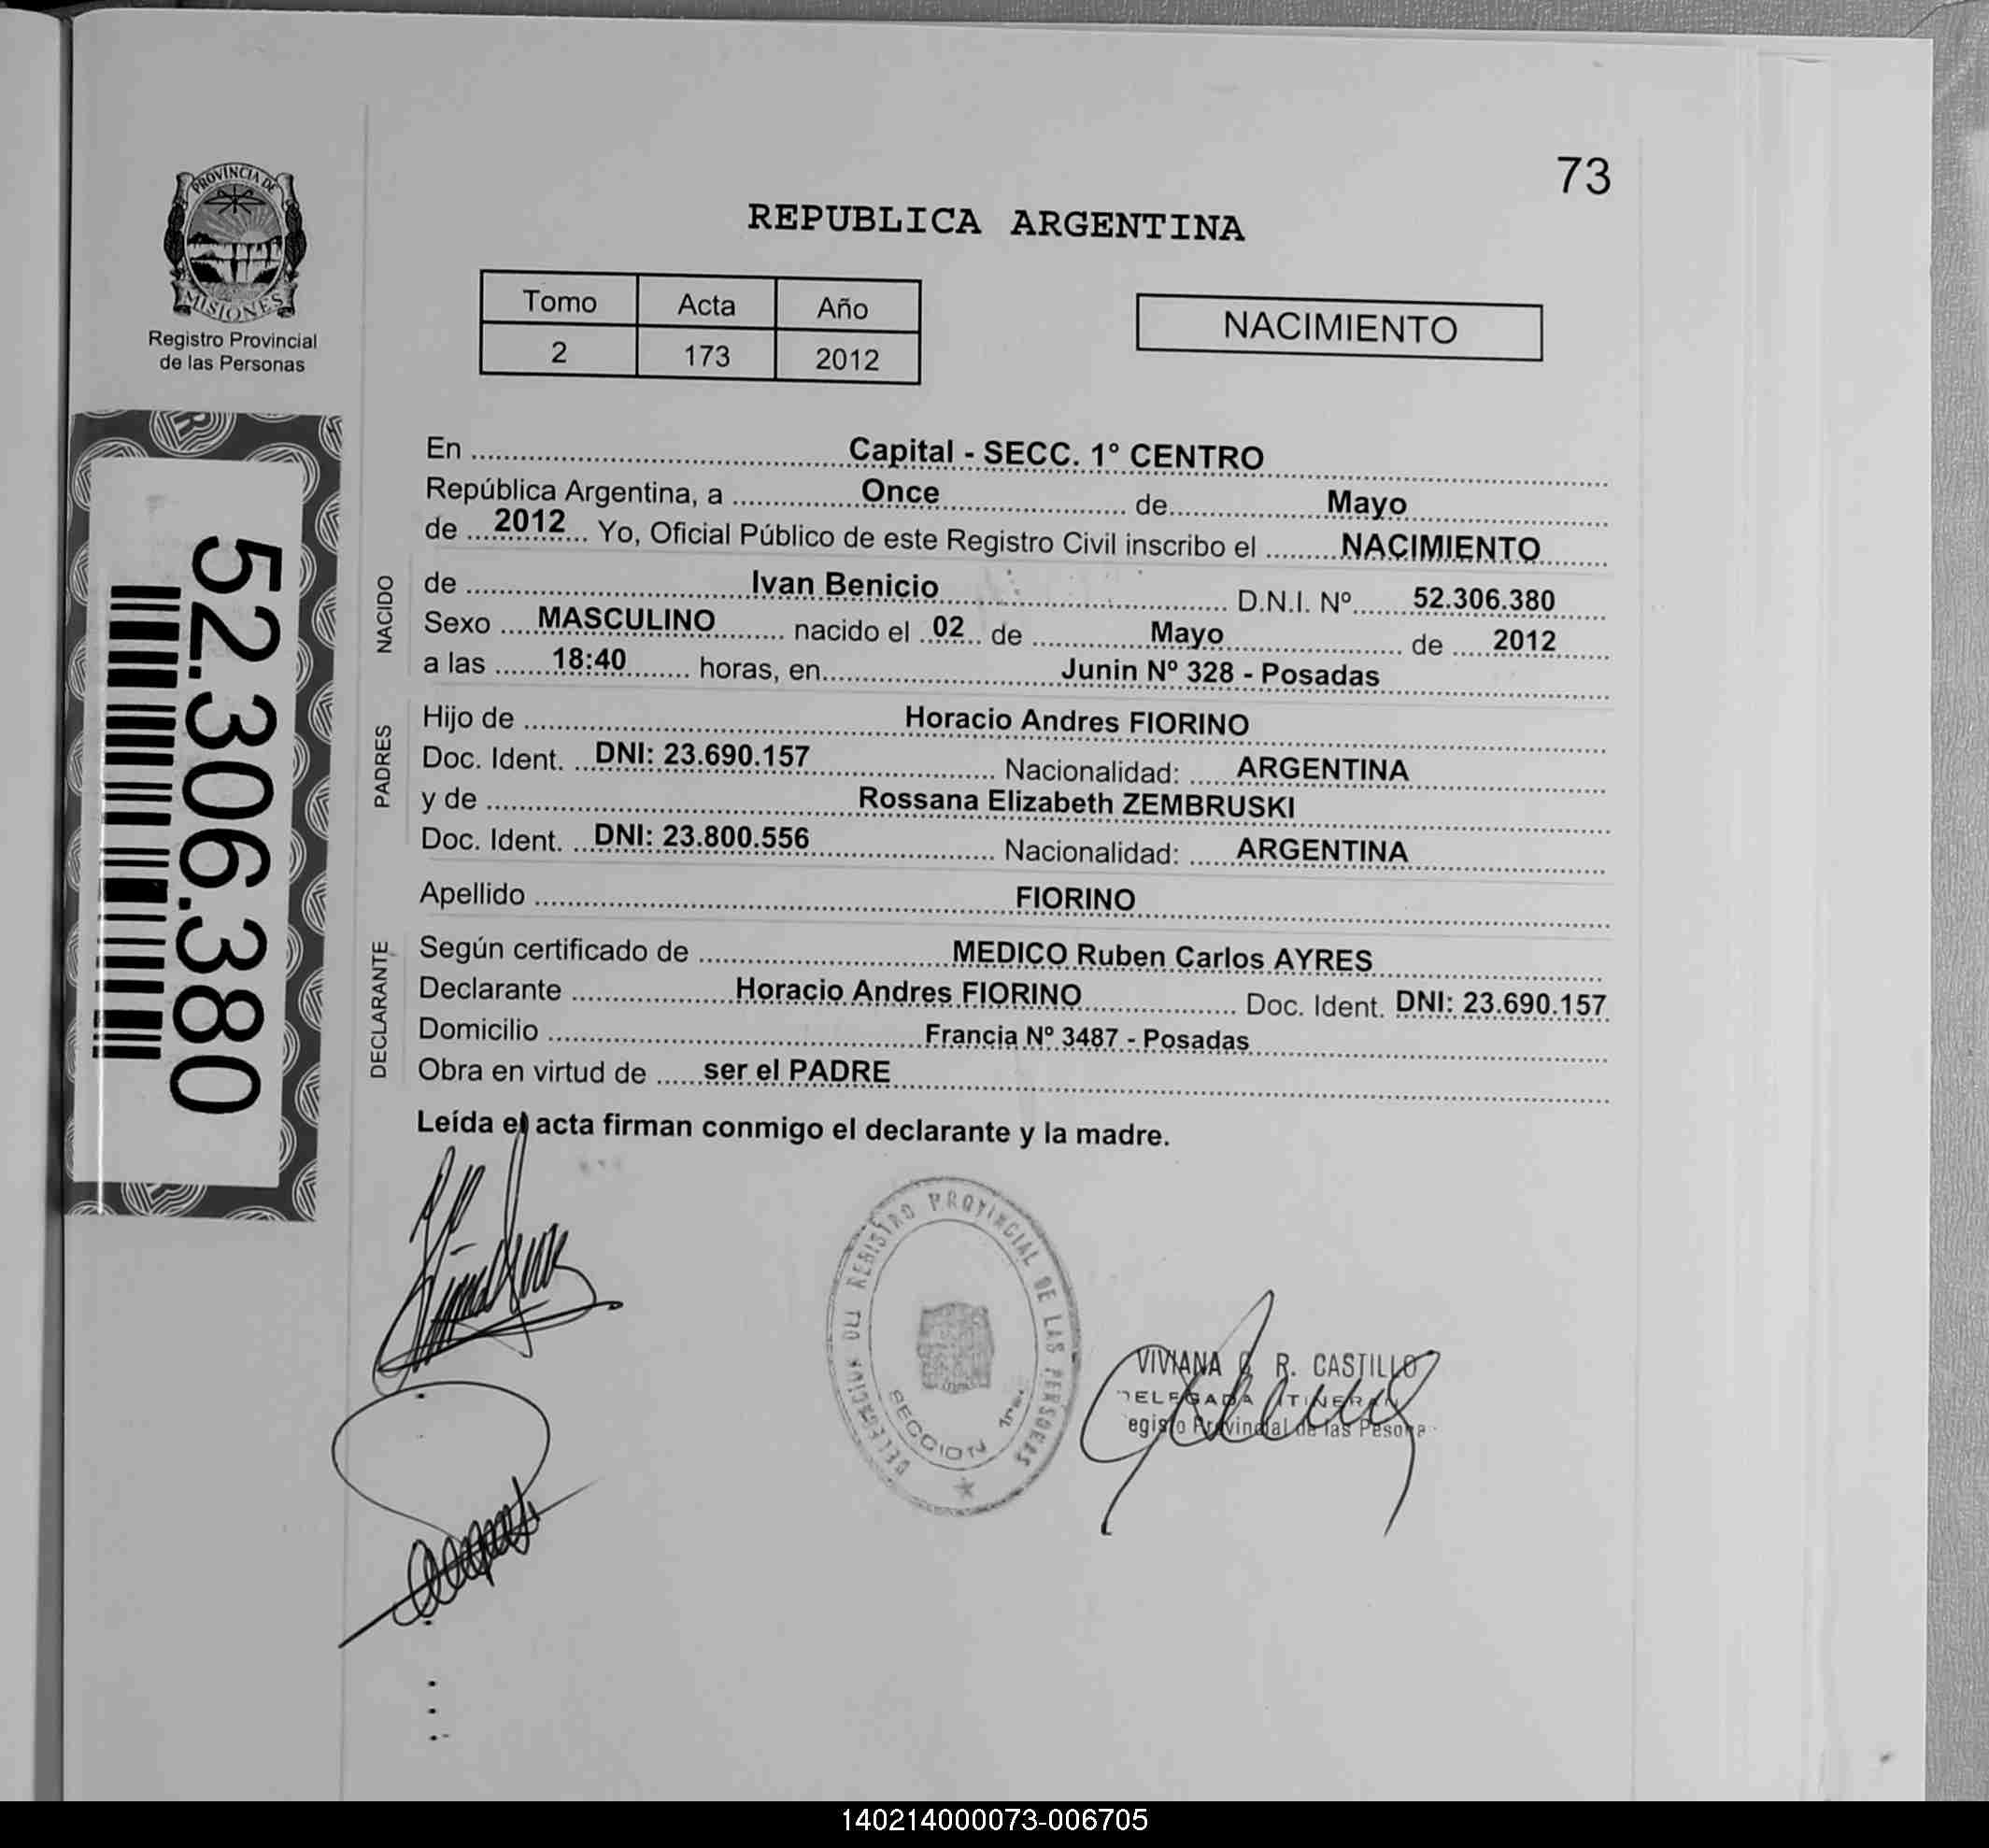 73
PROVINCIA DE
MISIONES
Registro Provincial
de las Personas
REPUBLICA ARGENTINA
Tomo Acta Año
2 173 2012
NACIMIENTO
52.306.380
En Capital - SECC. 1° CENTRO
República Argentina, a Once de Mayo
de 2012 Yo, Oficial Público de este Registro Civil inscribo el NACIMIENTO
NACIDO
de Ivan Benicio D.N.I. Nº 52.306.380
Sexo MASCULINO nacido el 02 de Mayo de 2012
a las 18:40 horas, en Junin Nº 328 - Posadas
PADRES
Hijo de Horacio Andres FIORINO
Doc. Ident. DNI: 23.690.157 Nacionalidad: ARGENTINA
y de Rossana Elizabeth ZEMBRUSKI
Doc. Ident. DNI: 23.800.556 Nacionalidad: ARGENTINA
Apellido FIORINO
DECLARANTE
Según certificado de MEDICO Ruben Carlos AYRES
Declarante Horacio Andres FIORINO Doc. Ident. DNI: 23.690.157
Domicilio Francia Nº 3487 - Posadas
Obra en virtud de ser el PADRE
Leída el acta firman conmigo el declarante y la madre.
DELEGACION DEL REGISTRO PROVINCIAL DE LAS PERSONAS
SECCION 1ra.
VIVIANA R. CASTILLO
DELEGADA ITINERAN
egisto Provincial de las Pesona
140214000073-006705